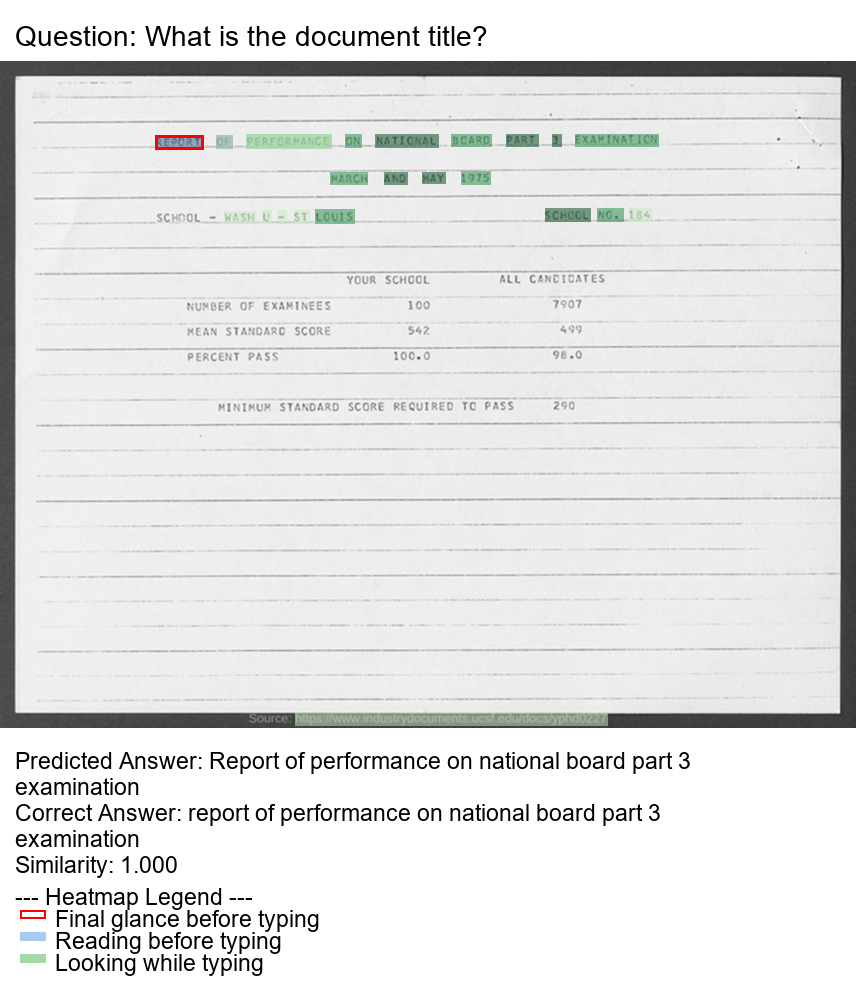 Question: What is the document title?
REPORT OF PERFORMANCE ON NATIONAL BOARD PART 3 EXAMINATION
MARCH AND MAY 1975
SCHOOL - WASH U - ST LOUIS SCHOOL NO. 184
YOUR SCHOOL ALL CANDIDATES
NUMBER OF EXAMINEES 100 7907
MEAN STANDARD SCORE 542 499
PERCENT PASS 100.0 98.0
MINIMUM STANDARD SCORE REQUIRED TO PASS 290
Source: https://www.industrydocuments.ucsf.edu/docs/yphd0227
Predicted Answer: Report of performance on national board part 3
examination
Correct Answer: report of performance on national board part 3
examination
Similarity: 1.000
--- Heatmap Legend ---
Final glance before typing
Reading before typing
Looking while typing